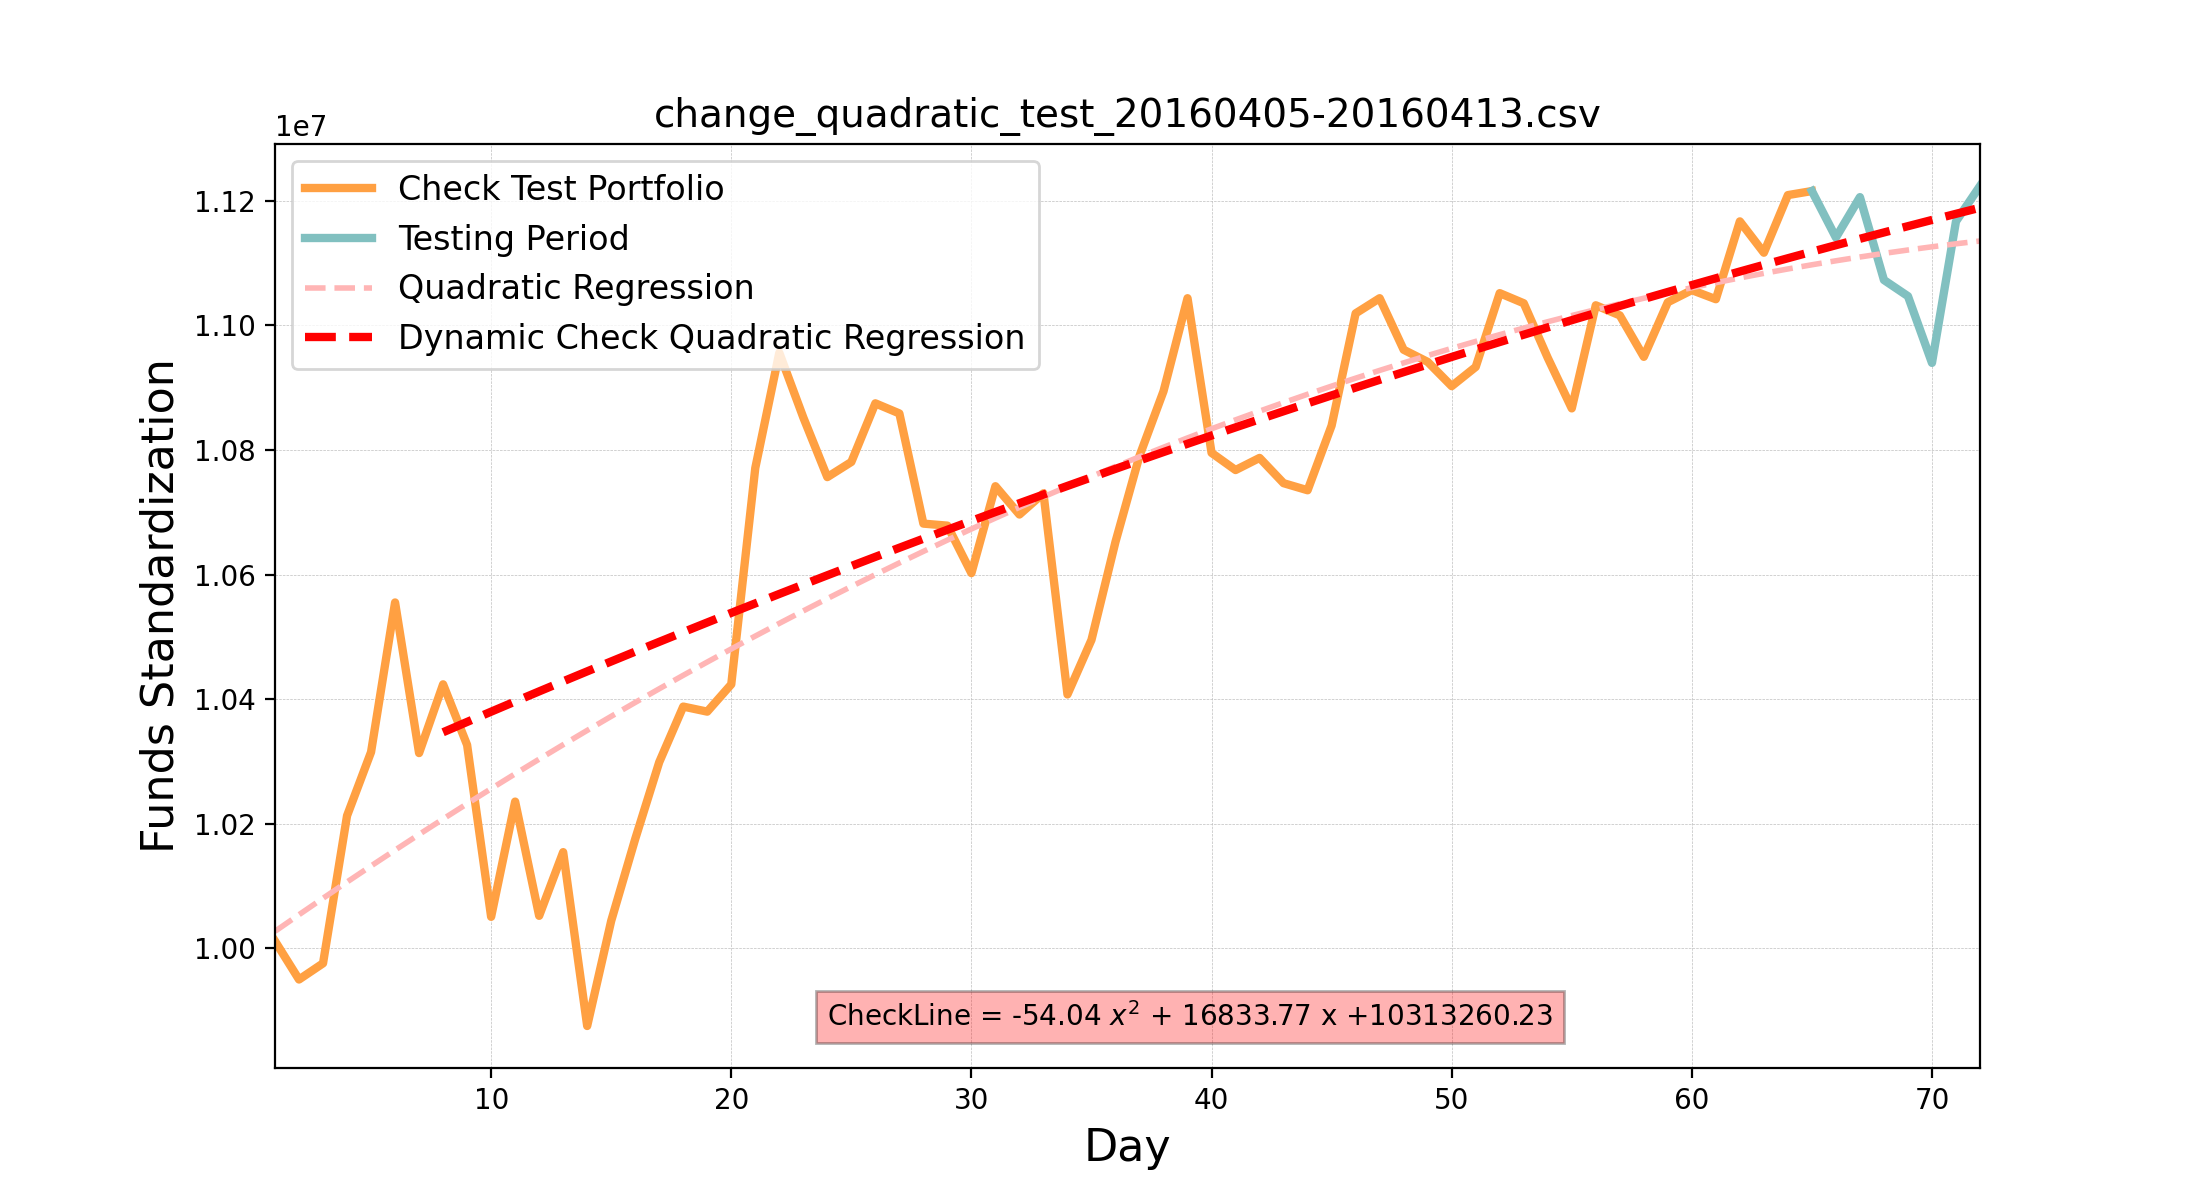 change_quadratic_test_20160405-20160413.csv
1e7
Check Test Portfolio
Testing Period
Quadratic Regression
Dynamic Check Quadratic Regression
1.12
1.10
1.08
1.06
1.04
1.02
1.00
Funds Standardization
CheckLine = -54.04 x² + 16833.77 x +10313260.23
10 20 30 40 50 60 70
Day